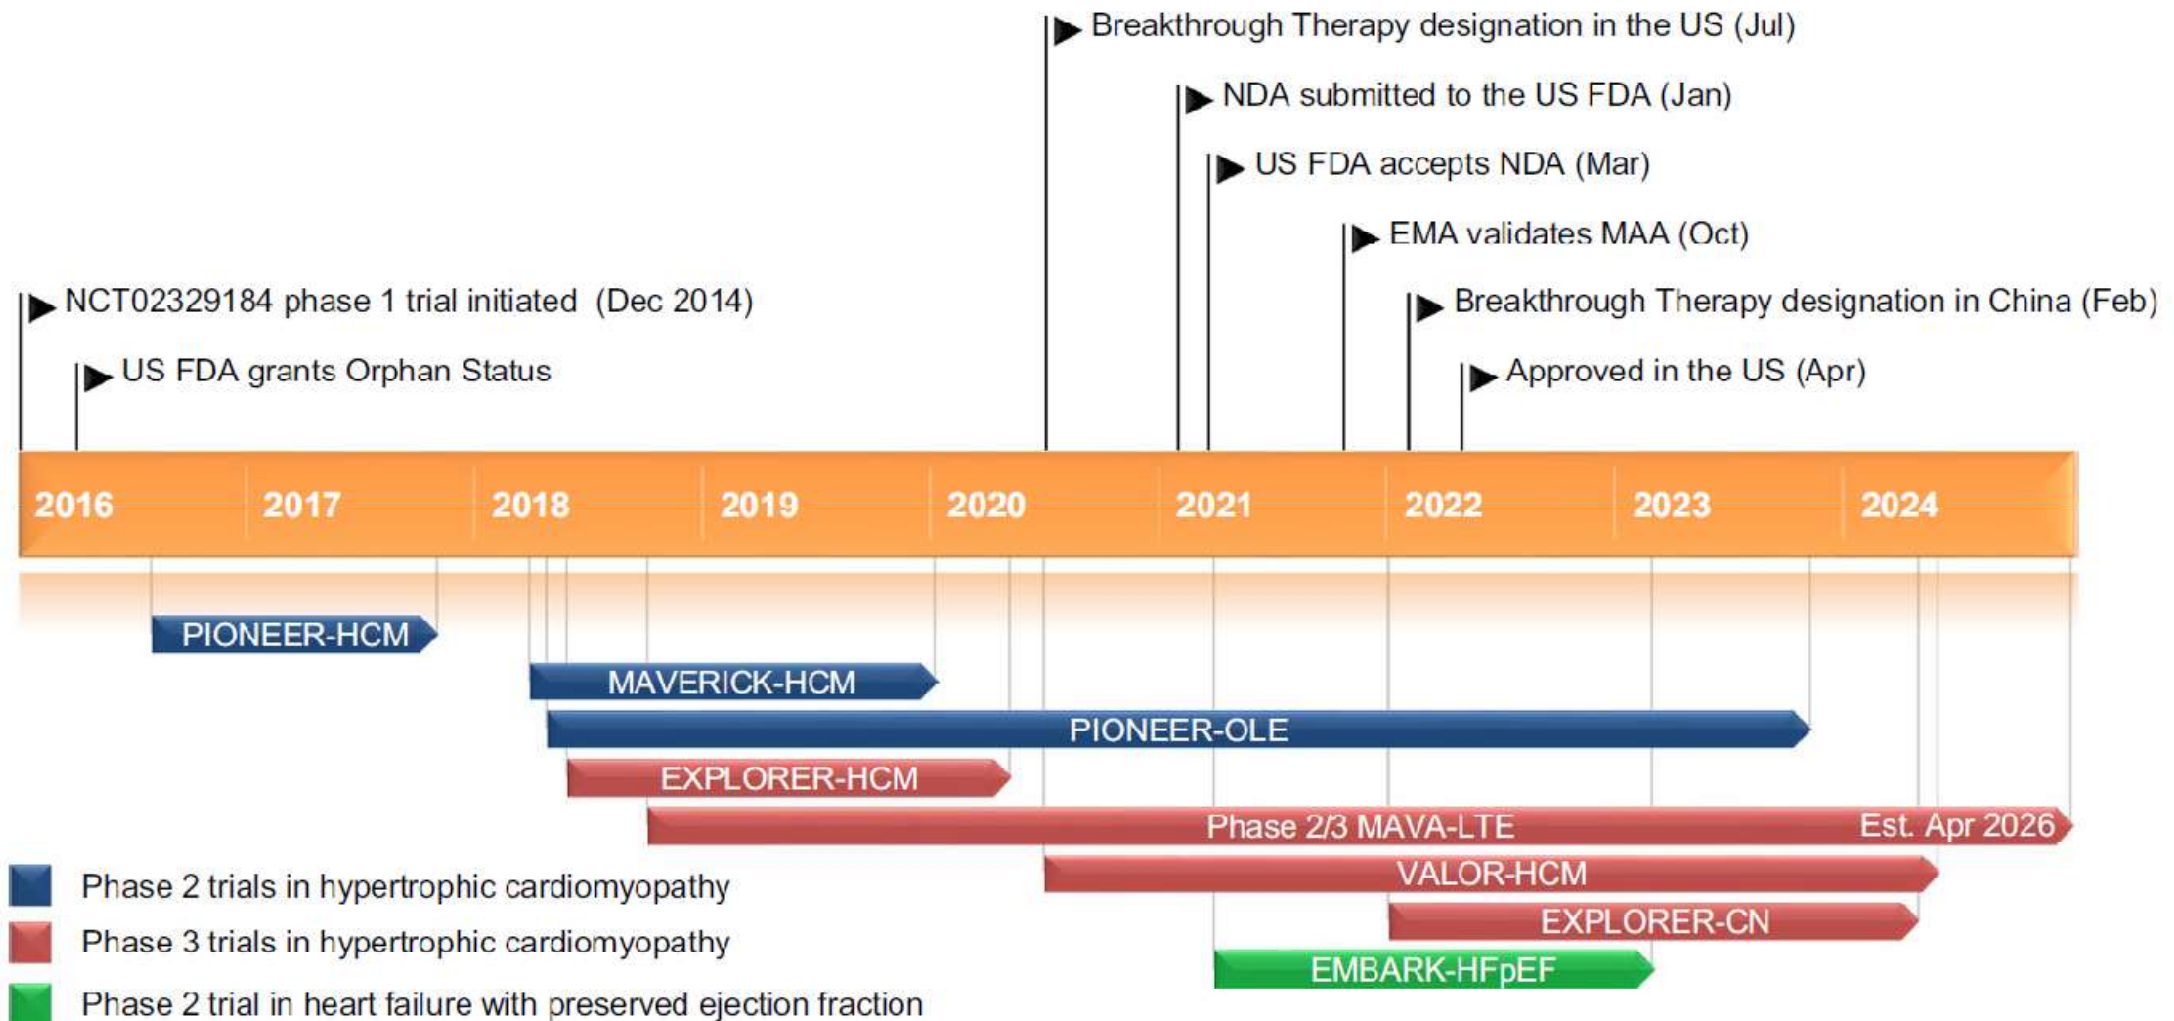 Breakthrough Therapy designation in the US (Jul)
NDA submitted to the US FDA (Jan)
US FDA accepts NDA (Mar)
EMA validates MAA (Oct)
NCT02329184 phase 1 trial initiated (Dec 2014)
Breakthrough Therapy designation in China (Feb)
US FDA grants Orphan Status
Approved in the US (Apr)
2016 2017 2018 2019 2020 2021 2022 2023 2024
PIONEER-HCM
MAVERICK-HCM
PIONEER-OLE
EXPLORER-HCM
Phase 2/3 MAVA-LTE Est. Apr 2026
VALOR-HCM
EXPLORER-CN
EMBARK-HFpEF
Phase 2 trials in hypertrophic cardiomyopathy
Phase 3 trials in hypertrophic cardiomyopathy
Phase 2 trial in heart failure with preserved ejection fraction